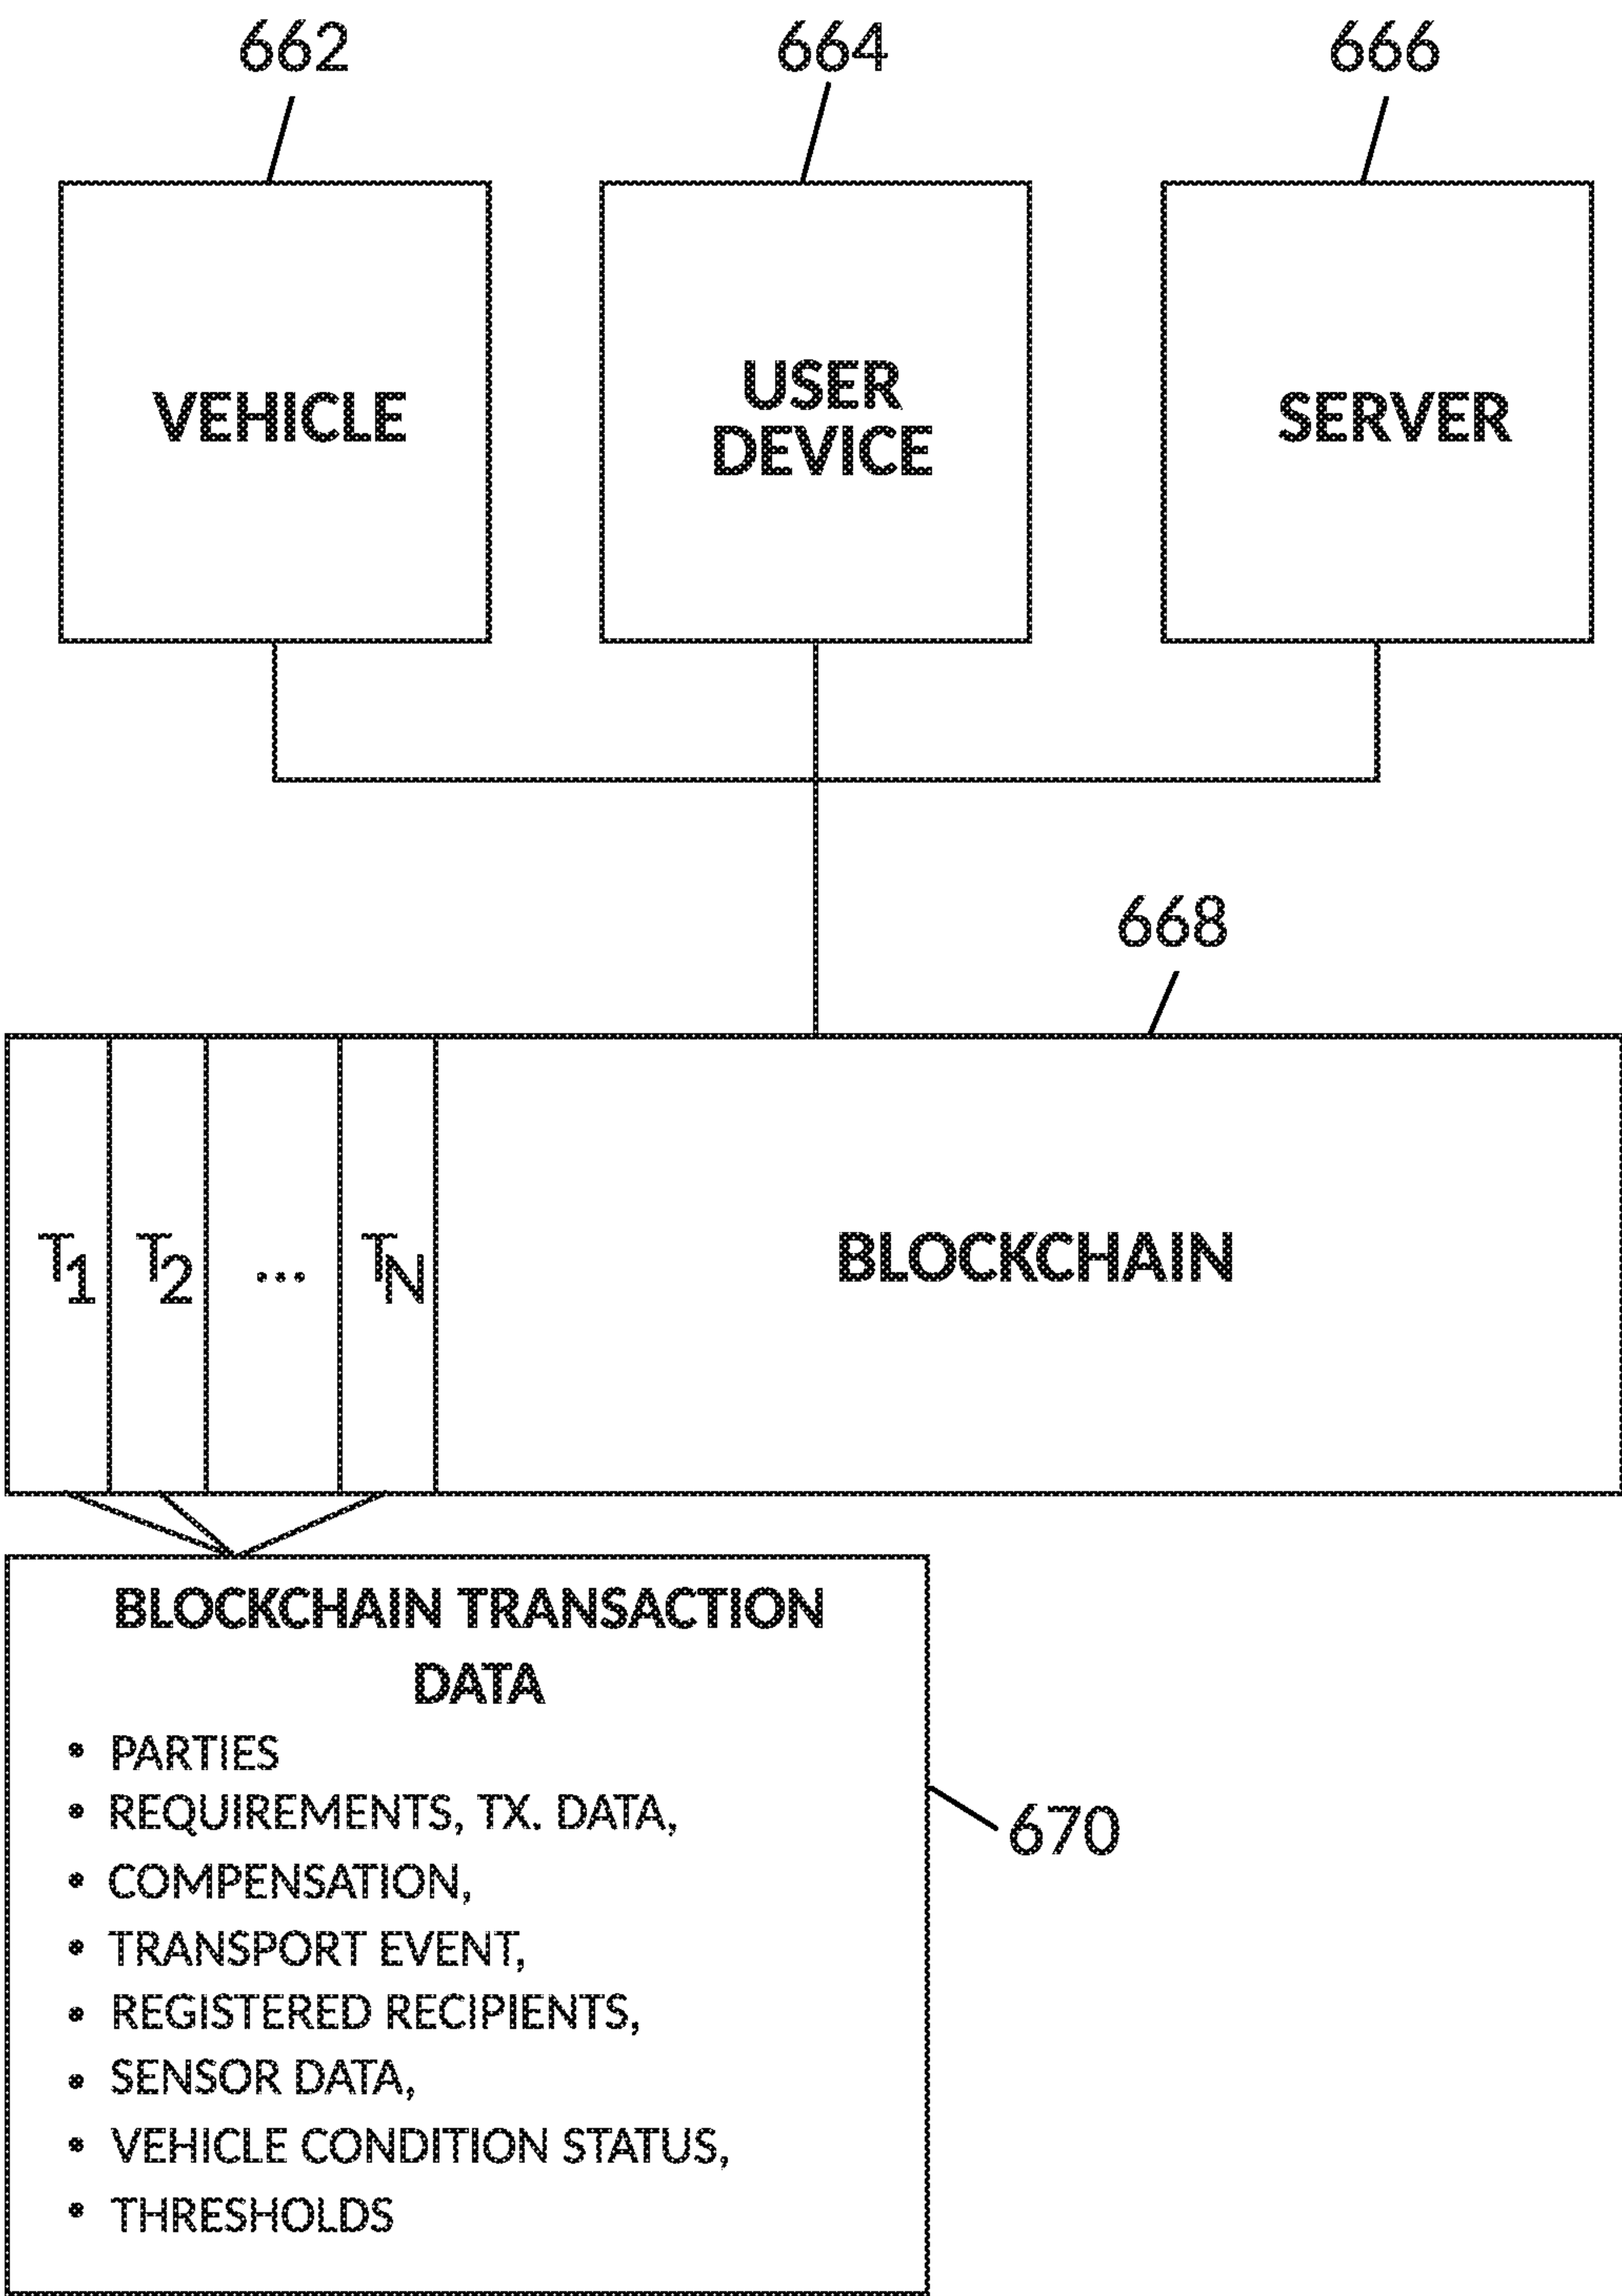 662
664
666
VEHICLE
USER
DEVICE
SERVER
668
T1
T2
...
TN
BLOCKCHAIN
BLOCKCHAIN TRANSACTION
DATA
• PARTIES
• REQUIREMENTS, TX. DATA,
• COMPENSATION,
• TRANSPORT EVENT,
• REGISTERED RECIPIENTS,
• SENSOR DATA,
• VEHICLE CONDITION STATUS,
• THRESHOLDS
670